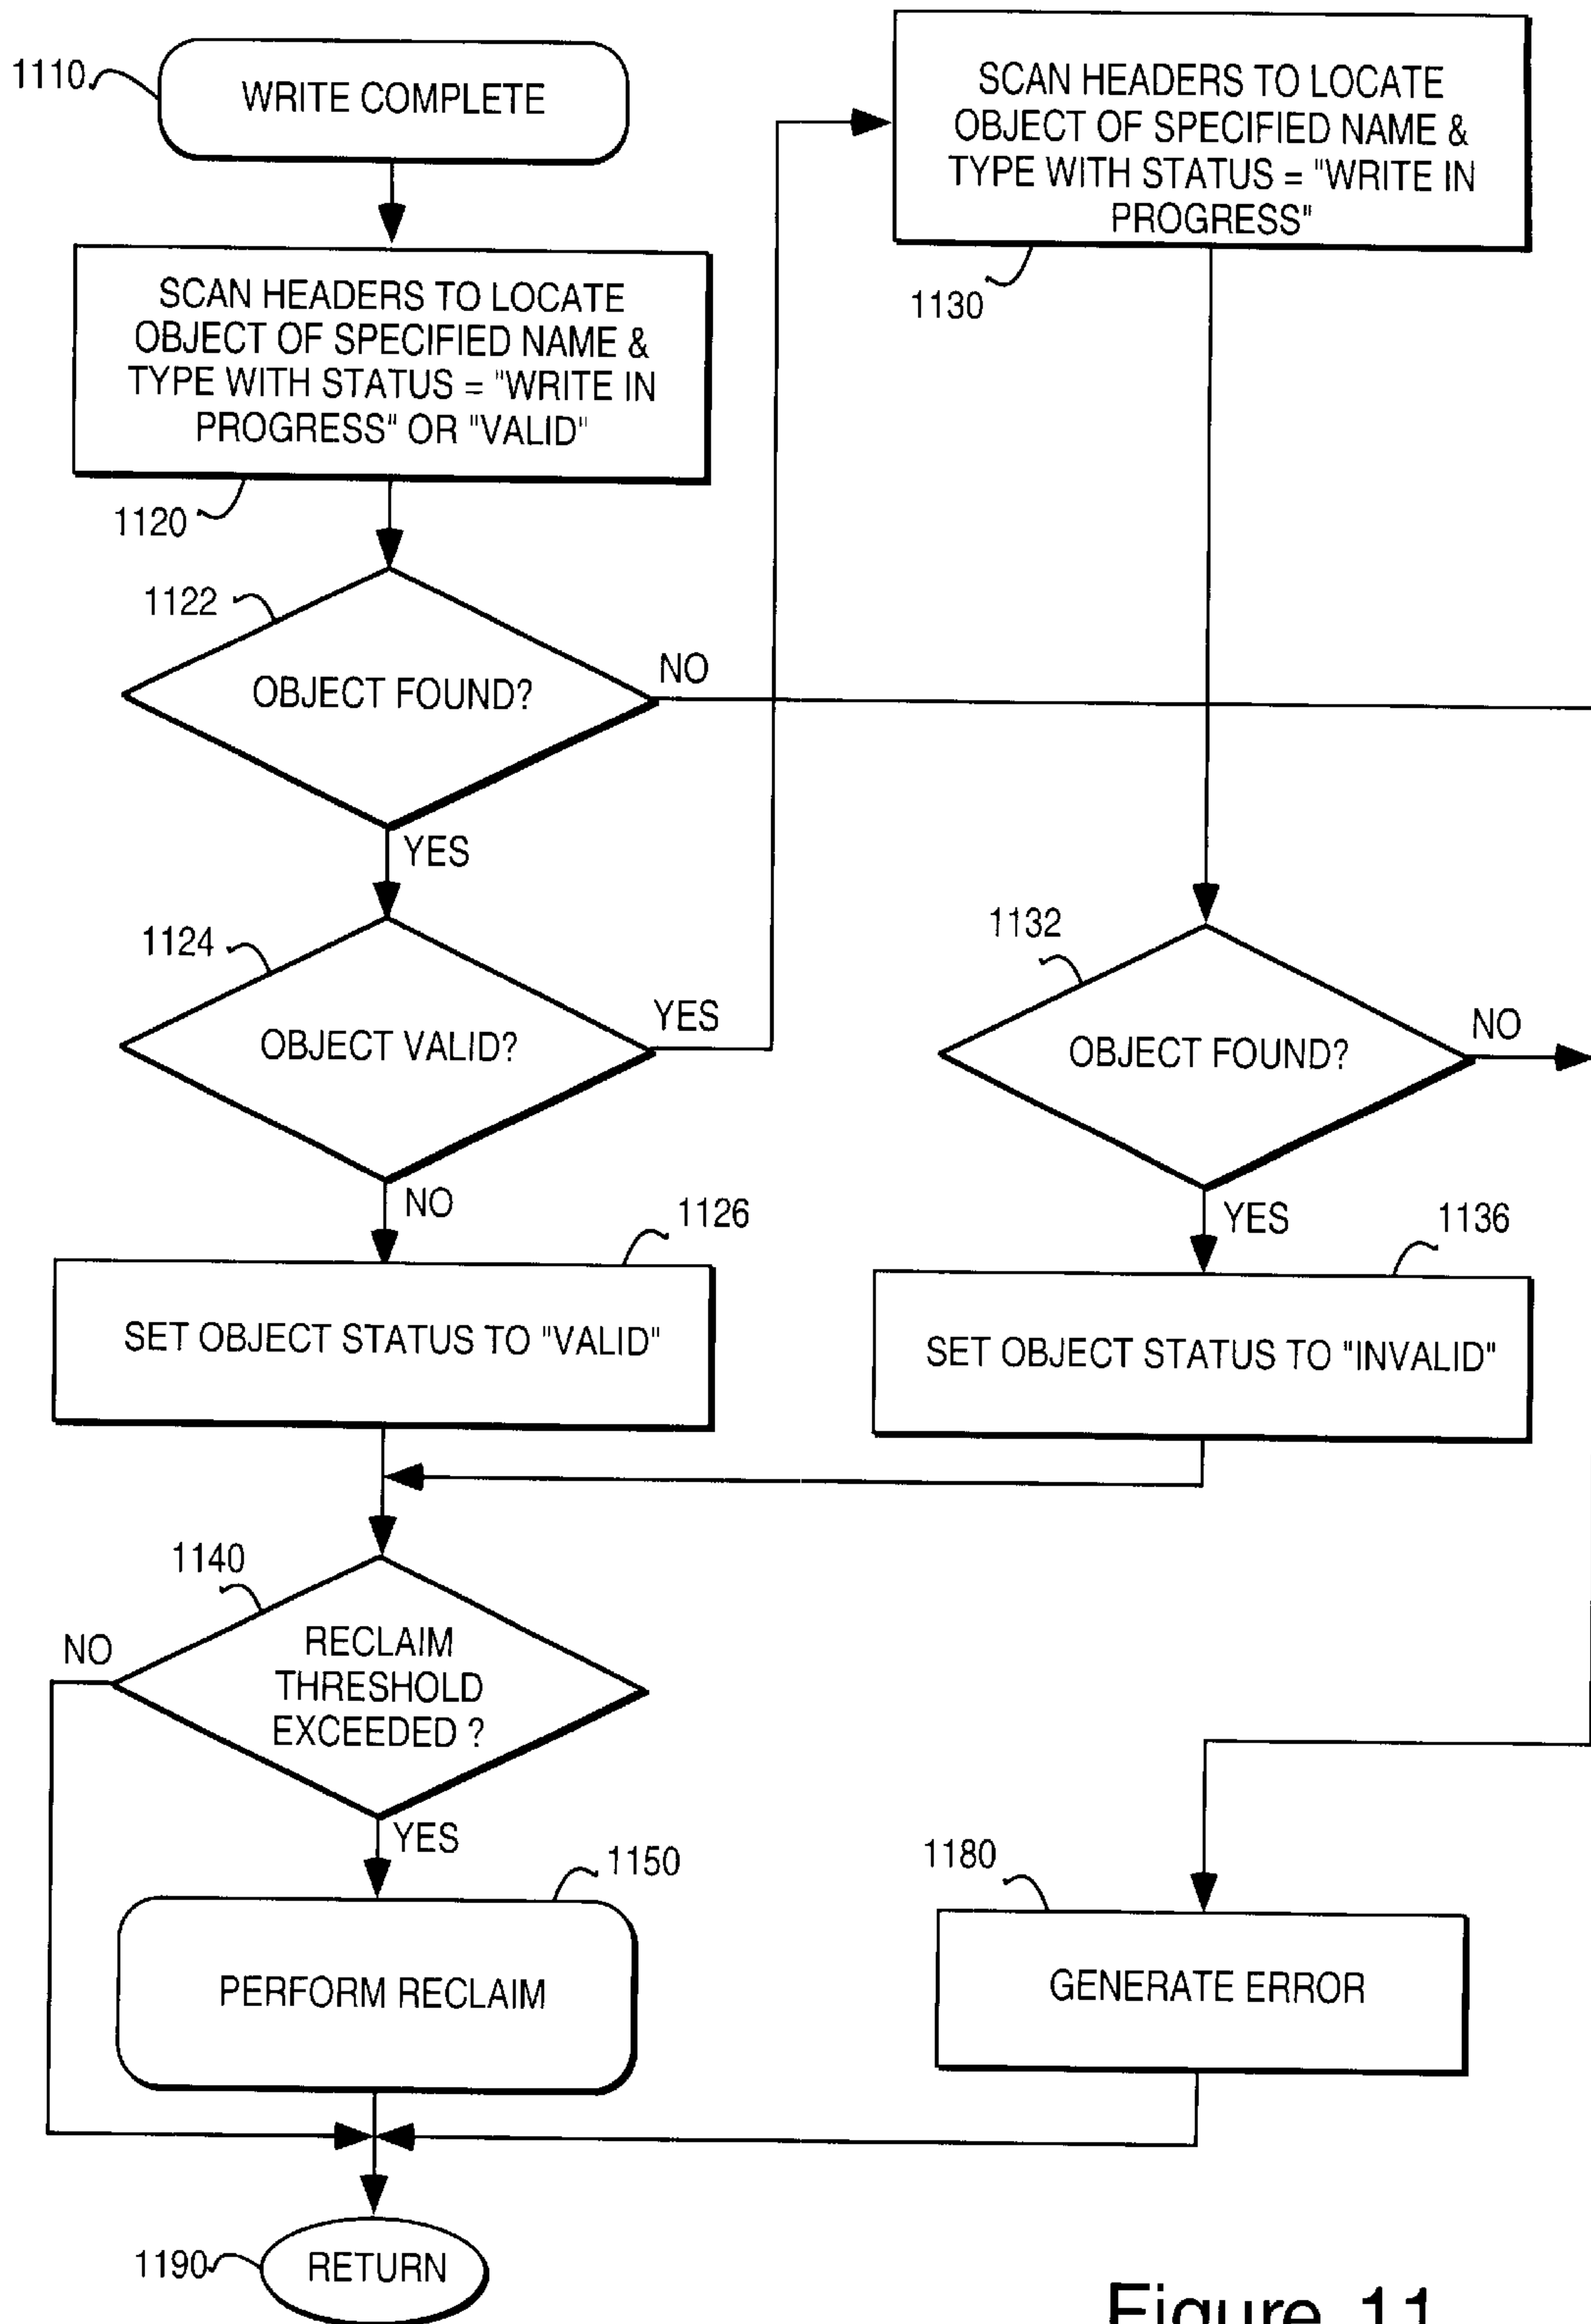 1110
WRITE COMPLETE
SCAN HEADERS TO LOCATE
OBJECT OF SPECIFIED NAME &
TYPE WITH STATUS = "WRITE IN
PROGRESS" OR "VALID"
1120
1122
OBJECT FOUND?
NO
YES
1124
OBJECT VALID?
YES
NO
1126
SET OBJECT STATUS TO "VALID"
SCAN HEADERS TO LOCATE
OBJECT OF SPECIFIED NAME &
TYPE WITH STATUS = "WRITE IN
PROGRESS"
1130
1132
OBJECT FOUND?
NO
YES
1136
SET OBJECT STATUS TO "INVALID"
1140
NO
RECLAIM
THRESHOLD
EXCEEDED ?
YES
1150
PERFORM RECLAIM
1180
GENERATE ERROR
1190
RETURN
Figure 11